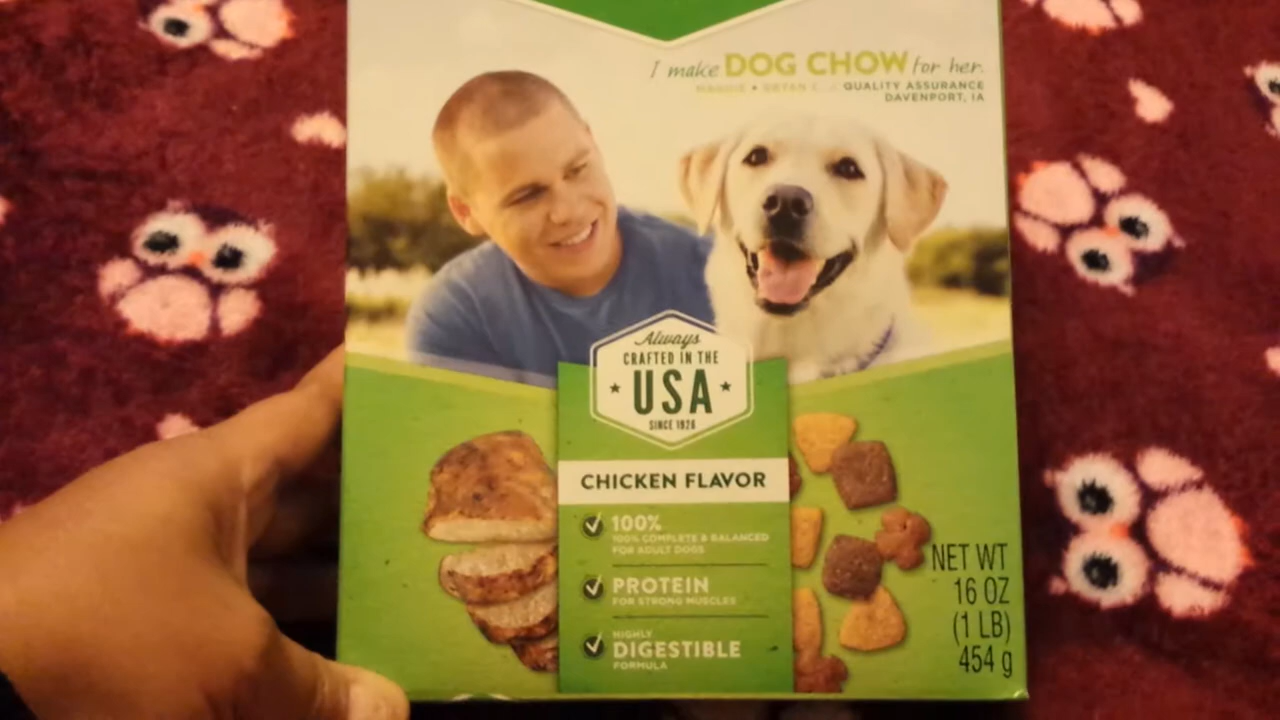 I make DOG CHOW for her.
MAGGIE • BRYAN C. QUALITY ASSURANCE
DAVENPORT, IA
Always
CRAFTED IN THE
USA
SINCE 1926
CHICKEN FLAVOR
100%
100% COMPLETE & BALANCED
FOR ADULT DOGS
PROTEIN
FOR STRONG MUSCLES
HIGHLY
DIGESTIBLE
FORMULA
NET WT
16 OZ
(1 LB)
454 g